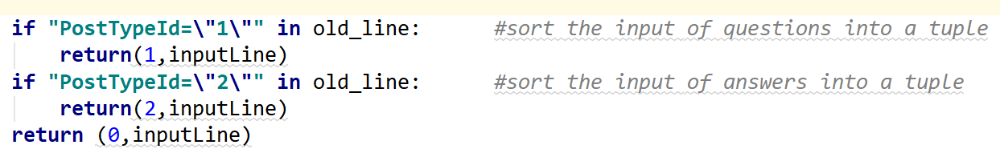 if "PostTypeId=\"1\"" in old_line:      #sort the input of questions into a tuple
    return(1,inputLine)
if "PostTypeId=\"2\"" in old_line:      #sort the input of answers into a tuple
    return(2,inputLine)
return (0,inputLine)